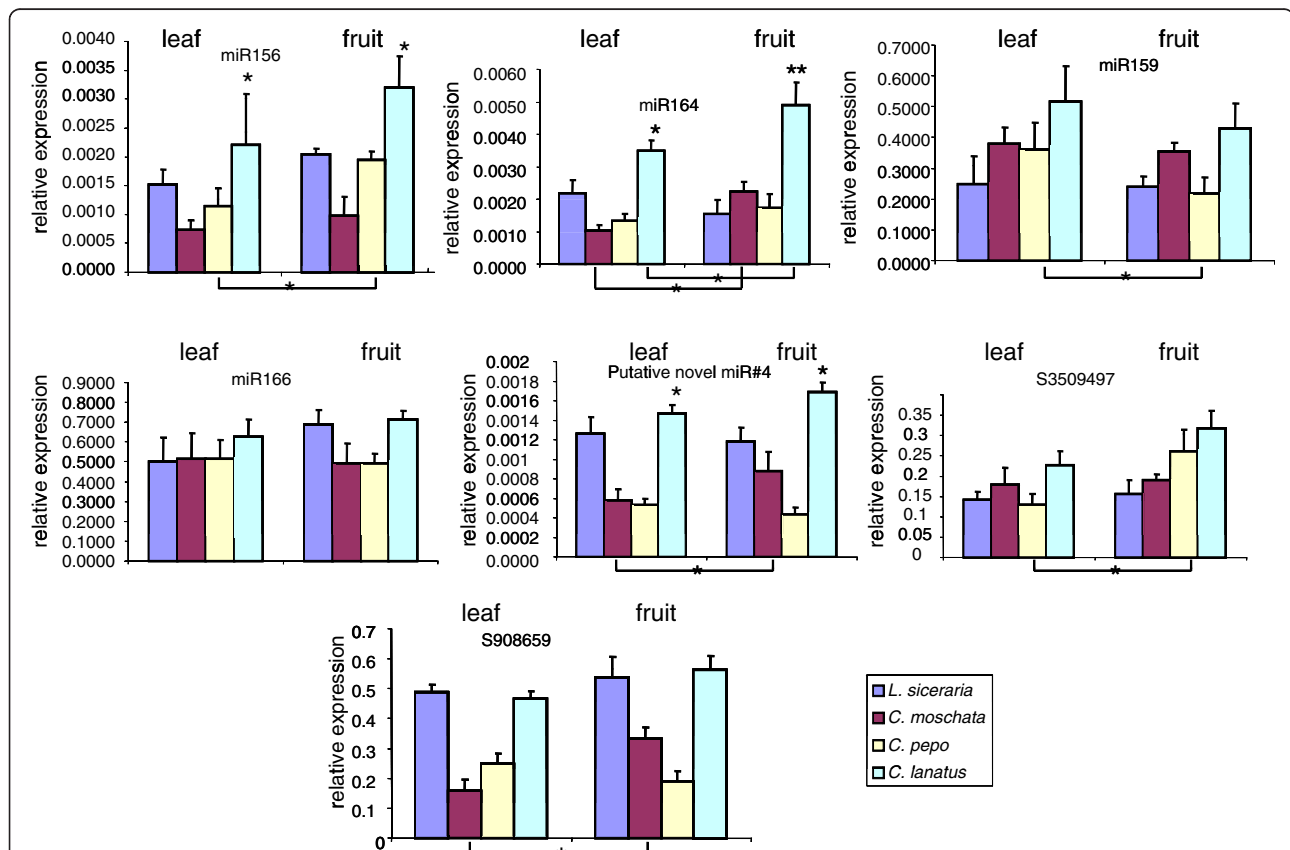 leaf fruit
miR156
relative expression
0.0040
0.0035
0.0030
0.0025
0.0020
0.0015
0.0010
0.0005
0.0000
* *
*
leaf fruit
miR164
relative expression
0.0060
0.0050
0.0040
0.0030
0.0020
0.0010
0.0000
* **
* *
leaf fruit
miR159
relative expression
0.7000
0.6000
0.5000
0.4000
0.3000
0.2000
0.1000
0.0000
*
leaf fruit
miR166
relative expression
0.9000
0.8000
0.7000
0.6000
0.5000
0.4000
0.3000
0.2000
0.1000
0.0000
leaf fruit
Putative novel miR#4
relative expression
0.002
0.0018
0.0016
0.0014
0.0012
0.0010
0.0008
0.0006
0.0004
0.0002
0.0000
* *
*
leaf fruit
S3509497
relative expression
0.35
0.3
0.25
0.2
0.15
0.1
0.05
0
*
leaf fruit
S908659
relative expression
0.7
0.6
0.5
0.4
0.3
0.2
0.1
0
L. siceraria
C. moschata
C. pepo
C. lanatus